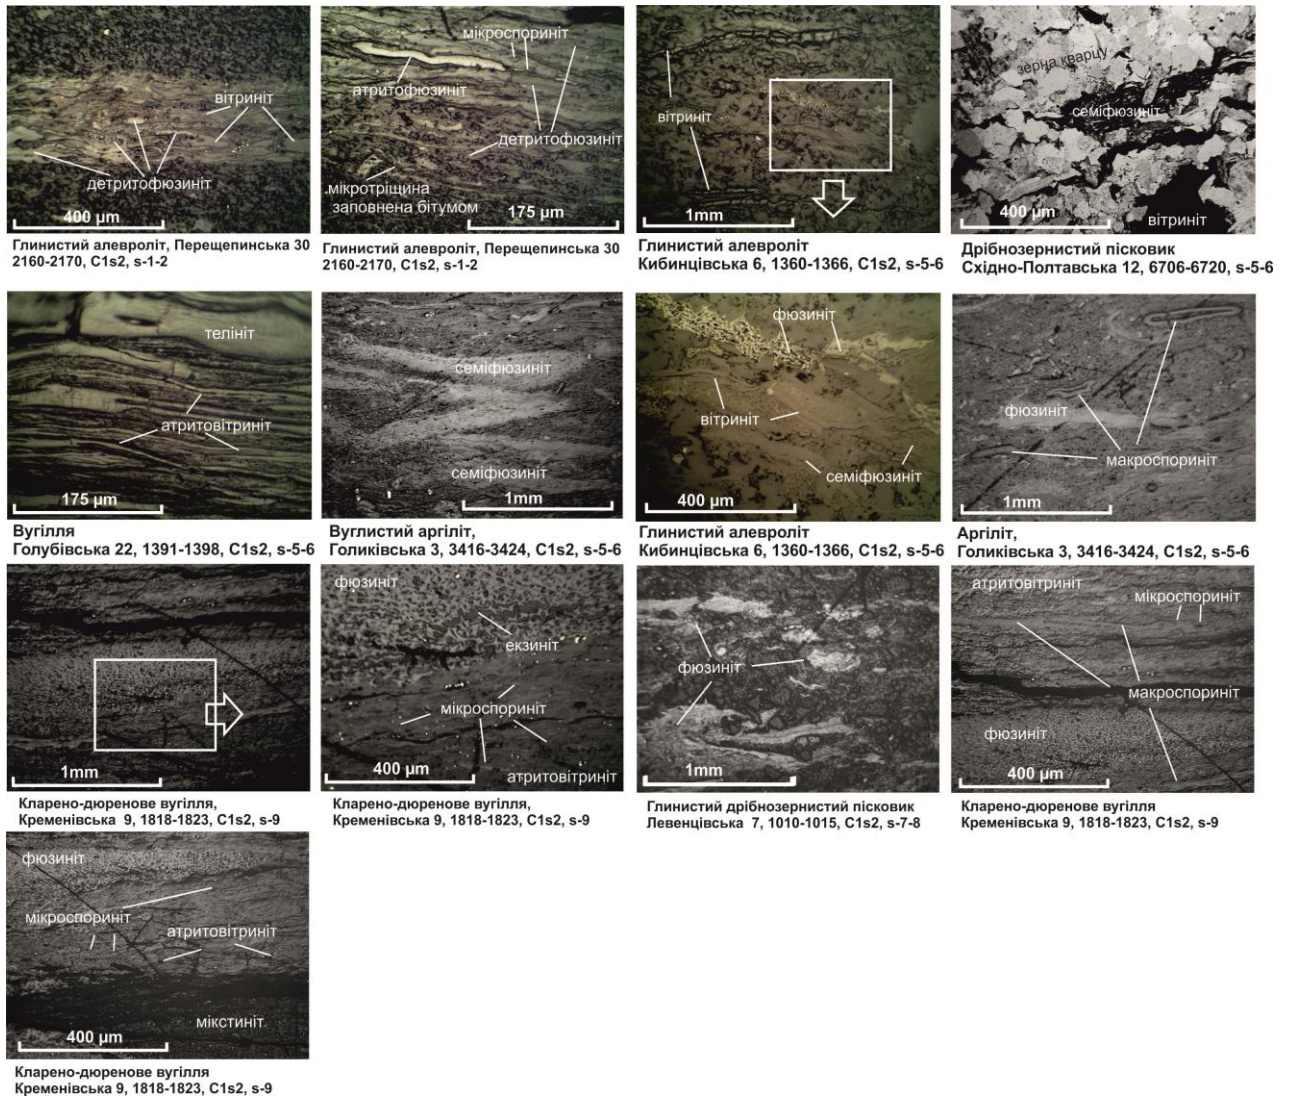 вітриніт
детритофюзиніт
400 µm
Глинистий алевроліт, Перещепинська 30
2160-2170, C1s2, s-1-2
мікроспориніт
атритофюзиніт
детритофюзиніт
мікротріщина
заповнена бітумом
175 µm
Глинистий алевроліт, Перещепинська 30
2160-2170, C1s2, s-1-2
вітриніт
1mm
Глинистий алевроліт
Кибинцівська 6, 1360-1366, C1s2, s-5-6
зерна кварцу
семіфюзиніт
400 µm
вітриніт
Дрібнозернистий пісковик
Східно-Полтавська 12, 6706-6720, s-5-6
телініт
атритовітриніт
175 µm
Вугілля
Голубівська 22, 1391-1398, C1s2, s-5-6
семіфюзиніт
семіфюзиніт
1mm
Вуглистий аргіліт,
Голиківська 3, 3416-3424, C1s2, s-5-6
фюзиніт
вітриніт
семіфюзиніт
400 µm
Глинистий алевроліт
Кибинцівська 6, 1360-1366, C1s2, s-5-6
фюзиніт
макроспориніт
1mm
Аргіліт,
Голиківська 3, 3416-3424, C1s2, s-5-6
1mm
Кларено-дюренове вугілля,
Кременівська 9, 1818-1823, C1s2, s-9
фюзиніт
екзиніт
мікроспориніт
400 µm
атритовітриніт
Кларено-дюренове вугілля,
Кременівська 9, 1818-1823, C1s2, s-9
фюзиніт
1mm
Глинистий дрібнозернистий пісковик
Левенцівська 7, 1010-1015, C1s2, s-7-8
атритовітриніт
мікроспориніт
макроспориніт
фюзиніт
400 µm
Кларено-дюренове вугілля
Кременівська 9, 1818-1823, C1s2, s-9
фюзиніт
мікроспориніт
атритовітриніт
мікстиніт
400 µm
Кларено-дюренове вугілля
Кременівська 9, 1818-1823, C1s2, s-9